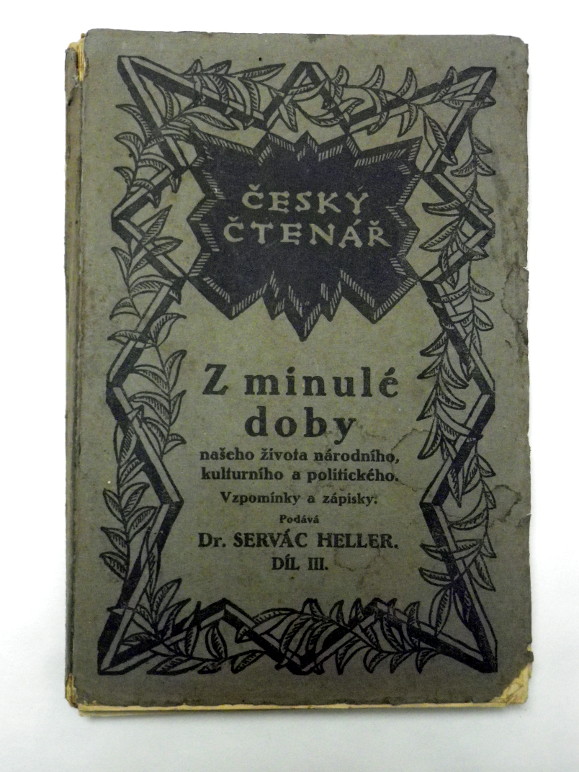 ČESKÝ
ČTENÁŘ
Z minulé
doby
našeho života národního,
kulturního a politického.
Vzpomínky a zápisky.
Podává
Dr. SERVÁC HELLER.
DÍL III.